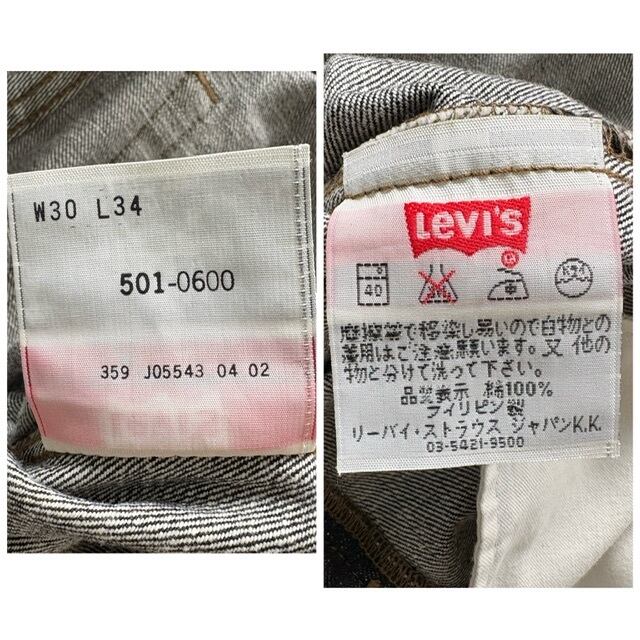 W30 L34
501-0600
359 J05543 04 02
Levi's
R
40
摩擦等で移染し易いので白物との
着用はご注意願います。又 他の
物と分けて洗って下さい。
品質表示 綿100%
フィリピン製
リーバイ・ストラウス ジャパンK.K.
03-5421-9500